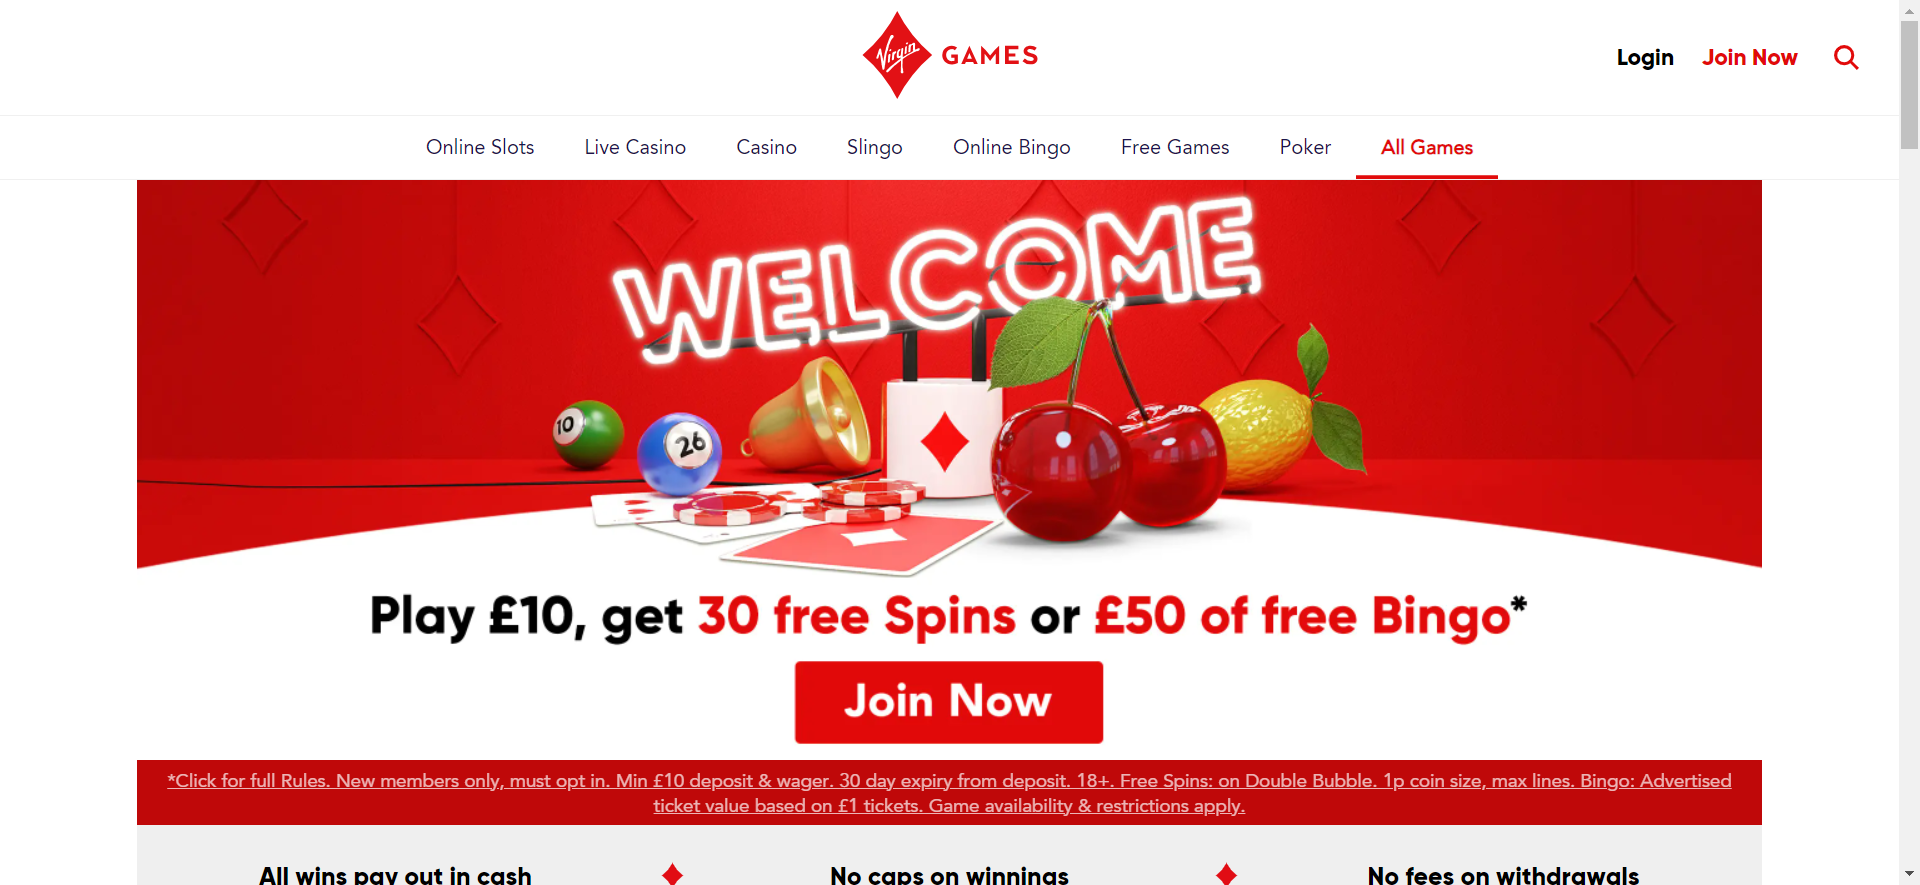 Virgin GAMES
Login
Join Now
Online Slots
Live Casino
Casino
Slingo
Online Bingo
Free Games
Poker
All Games
WELCOME
10
26
Play £10, get 30 free Spins or £50 of free Bingo*
Join Now
*Click for full Rules. New members only, must opt in. Min £10 deposit & wager. 30 day expiry from deposit. 18+. Free Spins: on Double Bubble. 1p coin size, max lines. Bingo: Advertised
ticket value based on £1 tickets. Game availability & restrictions apply.
All wins pay out in cash
No caps on winnings
No fees on withdrawals